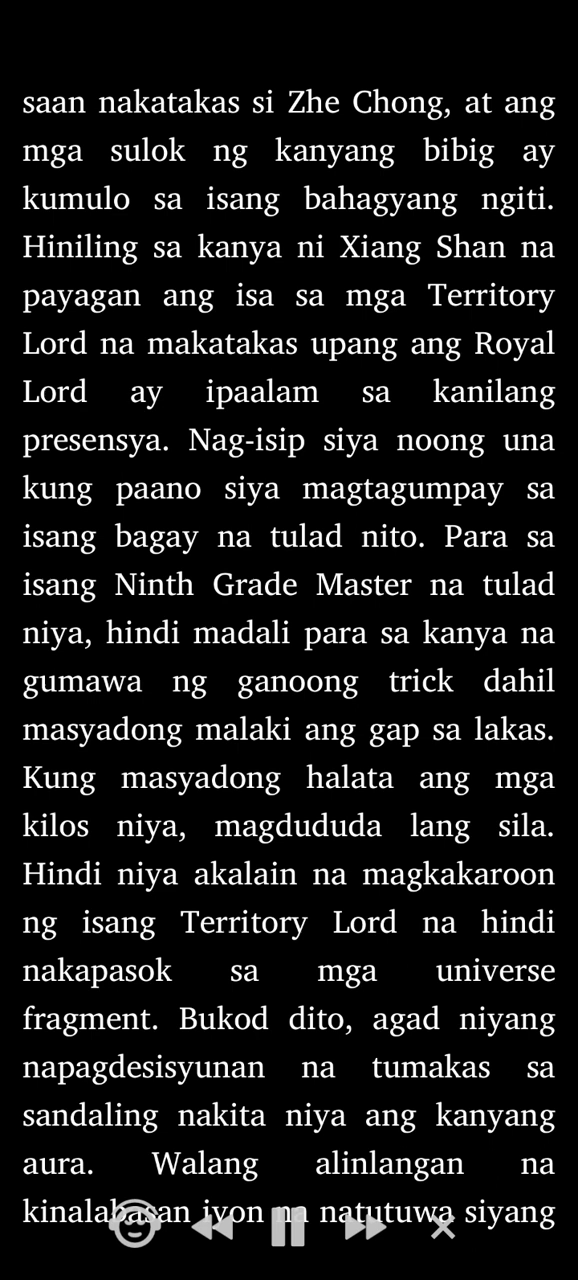 saan nakatakas si Zhe Chong, at ang
mga sulok ng kanyang bibig ay
kumulo sa isang bahagyang ngiti.
Hiniling sa kanya ni Xiang Shan na
payagan ang isa sa mga Territory
Lord na makatakas upang ang Royal
Lord ay ipaalam sa kanilang
presensya. Nag-isip siya noong una
kung paano siya magtagumpay sa
isang bagay na tulad nito. Para sa
isang Ninth Grade Master na tulad
niya, hindi madali para sa kanya na
gumawa ng ganoong trick dahil
masyadong malaki ang gap sa lakas.
Kung masyadong halata ang mga
kilos niya, magdududa lang sila.
Hindi niya akalain na magkakaroon
ng isang Territory Lord na hindi
nakapasok sa mga universe
fragment. Bukod dito, agad niyang
napagdesisyunan na tumakas sa
sandaling nakita niya ang kanyang
aura. Walang alinlangan na
kinalabasan iyon na natutuwa siyang